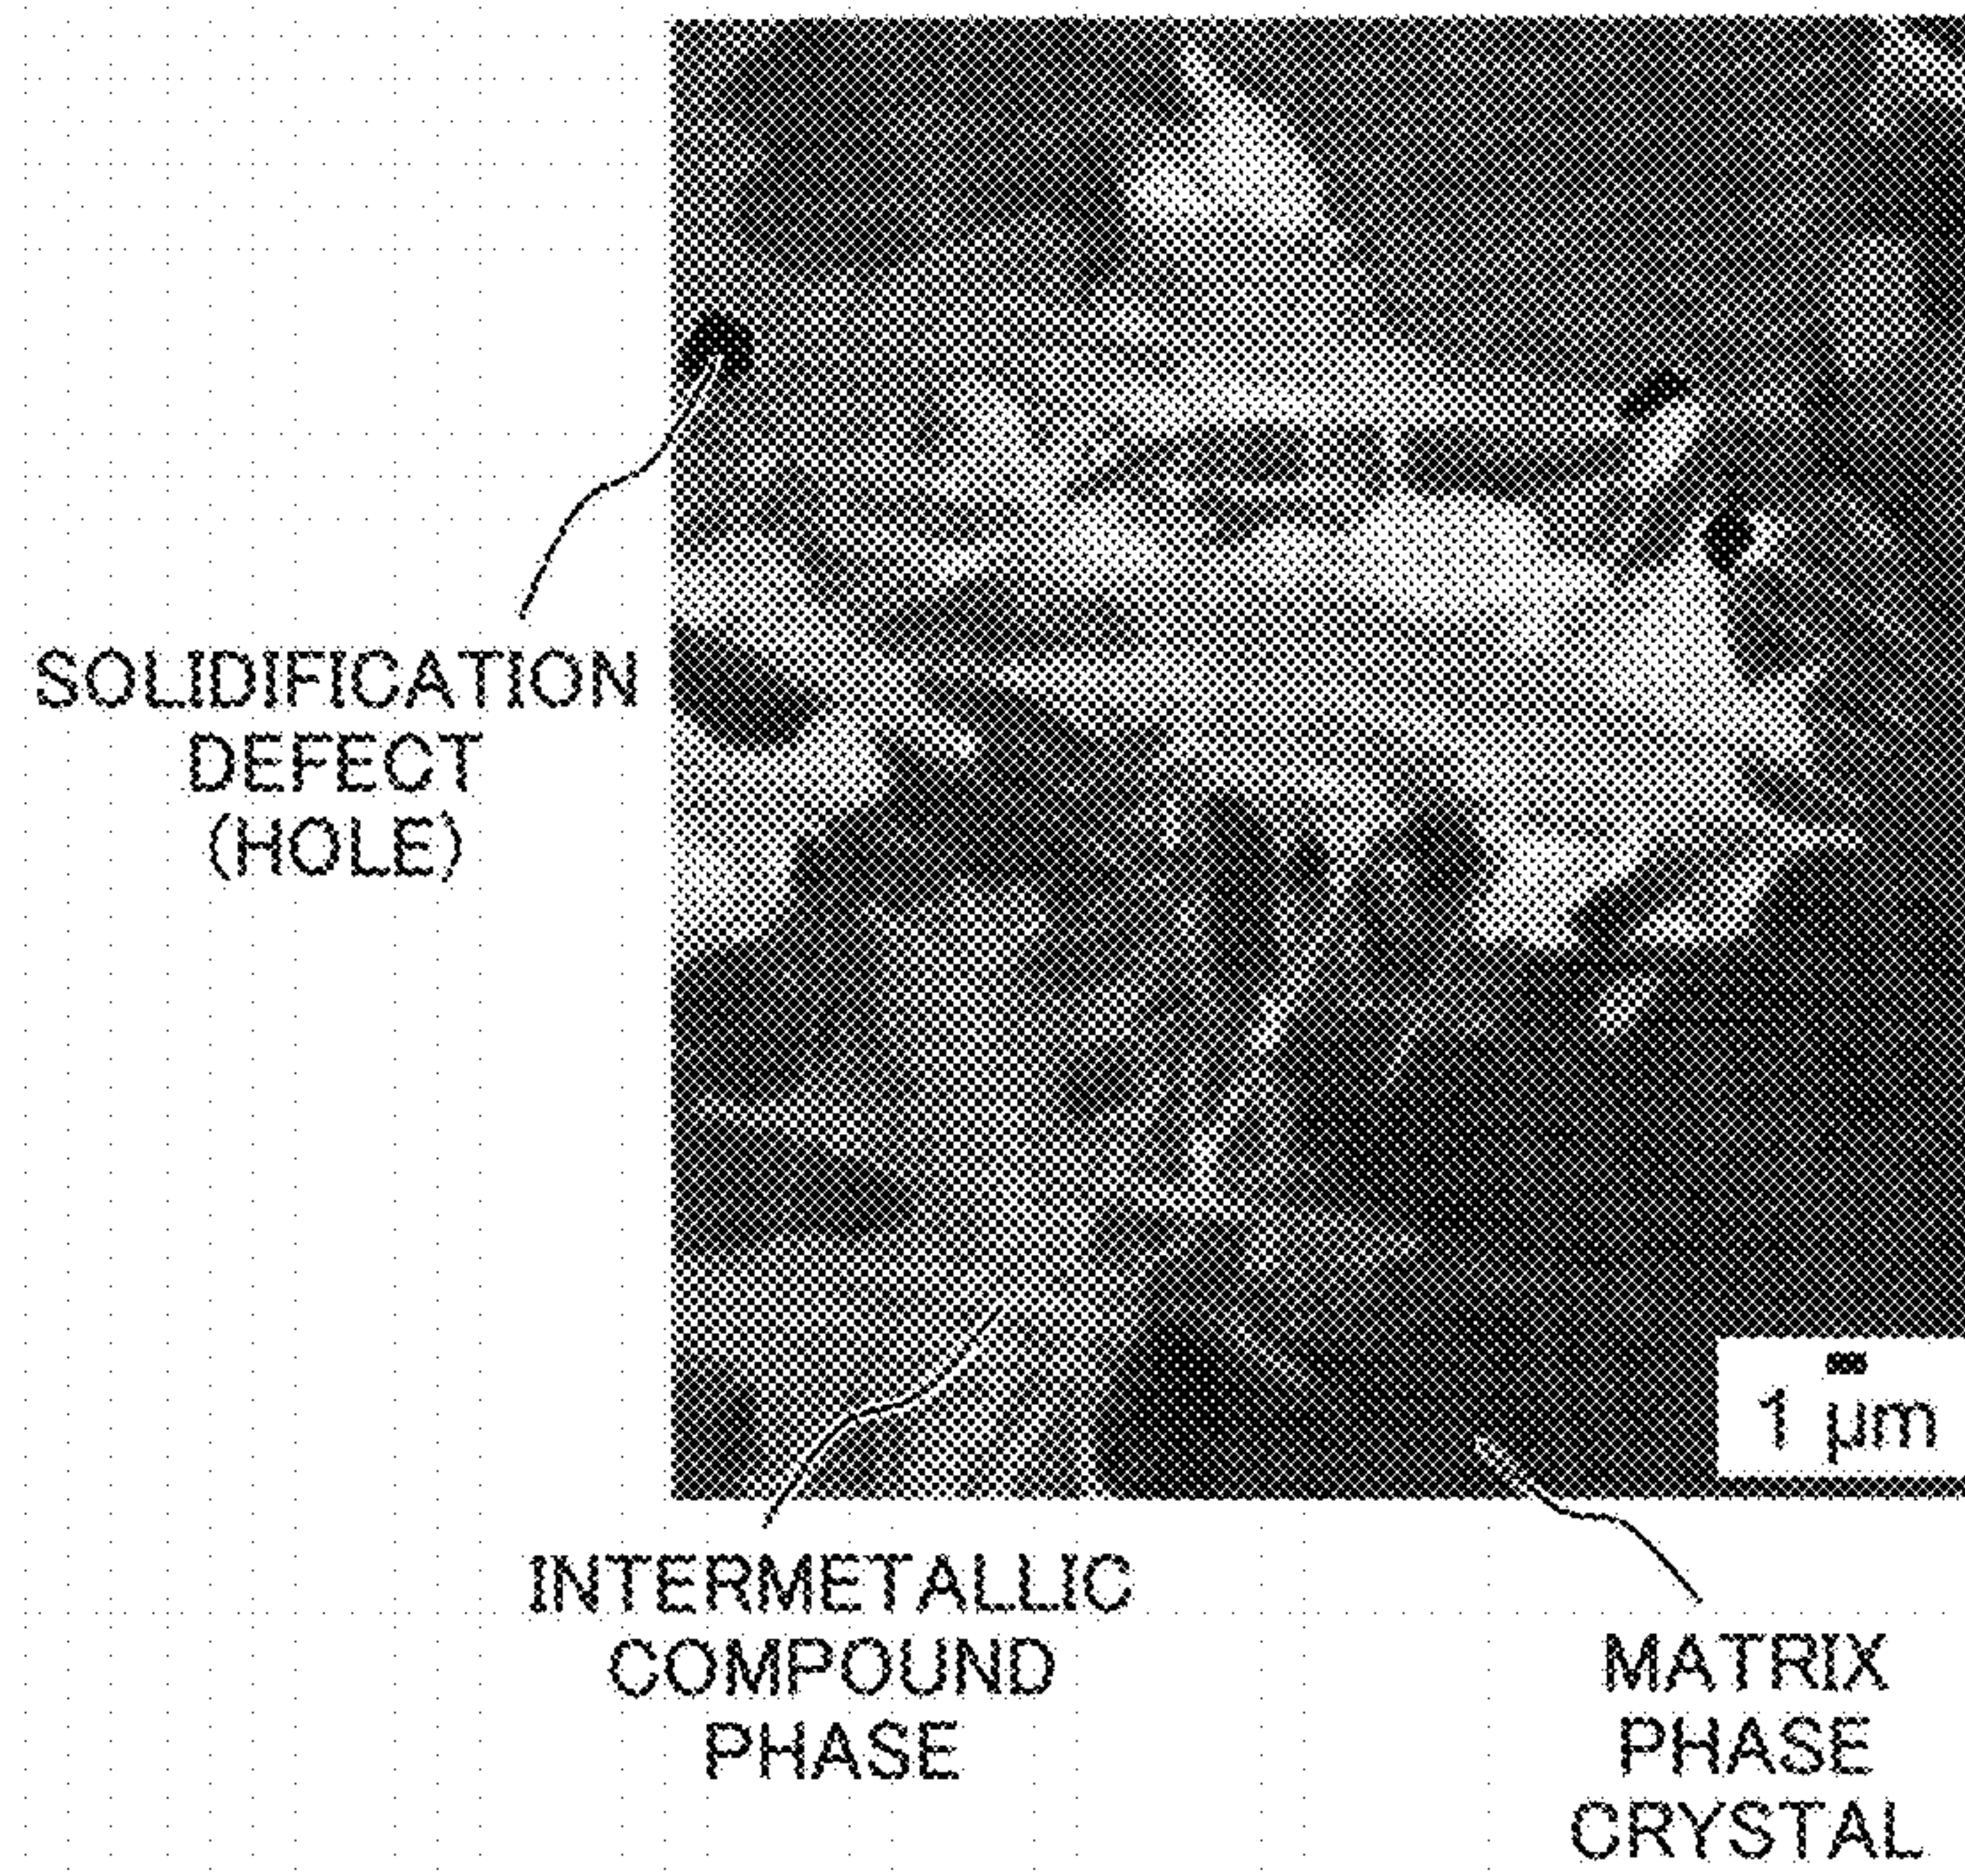 SOLIDIFICATION
DEFECT
(HOLE)
1 μm
INTERMETALLIC
COMPOUND
PHASE
MATRIX
PHASE
CRYSTAL